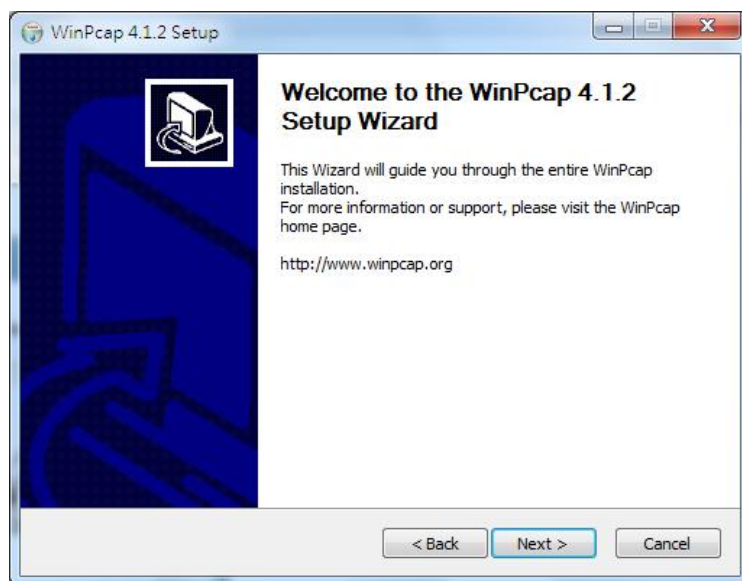 WinPcap 4.1.2 Setup
Welcome to the WinPcap 4.1.2
Setup Wizard
This Wizard will guide you through the entire WinPcap
installation.
For more information or support, please visit the WinPcap
home page.
http://www.winpcap.org
< Back Next > Cancel